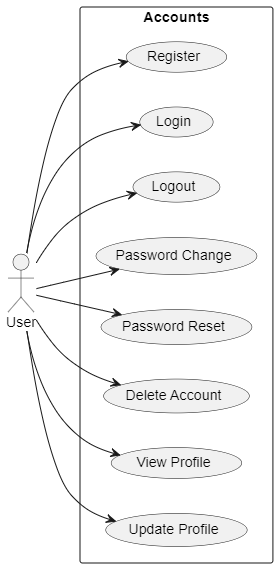 Accounts
Register
Login
Logout
Password Change
User
Password Reset
Delete Account
View Profile
Update Profile